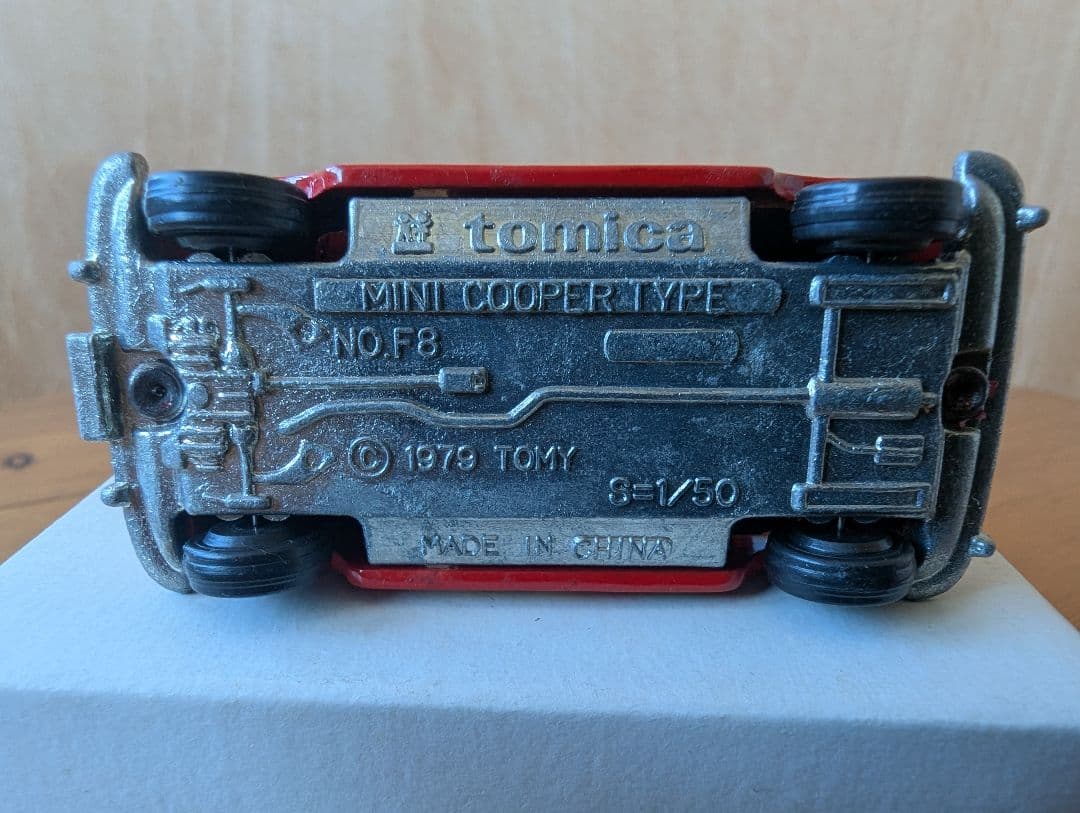 tomica
MINI COOPER TYPE
NO.F8
© 1979 TOMY
S=1/50
MADE IN CHINA